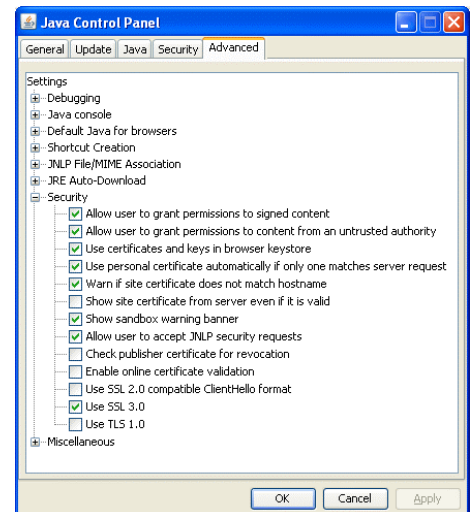 Java Control Panel
General Update Java Security Advanced
Settings
Debugging
Java console
Default Java for browsers
Shortcut Creation
JNLP File/MIME Association
JRE Auto-Download
Security
Allow user to grant permissions to signed content
Allow user to grant permissions to content from an untrusted authority
Use certificates and keys in browser keystore
Use personal certificate automatically if only one matches server request
Warn if site certificate does not match hostname
Show site certificate from server even if it is valid
Show sandbox warning banner
Allow user to accept JNLP security requests
Check publisher certificate for revocation
Enable online certificate validation
Use SSL 2.0 compatible ClientHello format
Use SSL 3.0
Use TLS 1.0
Miscellaneous
OK Cancel Apply